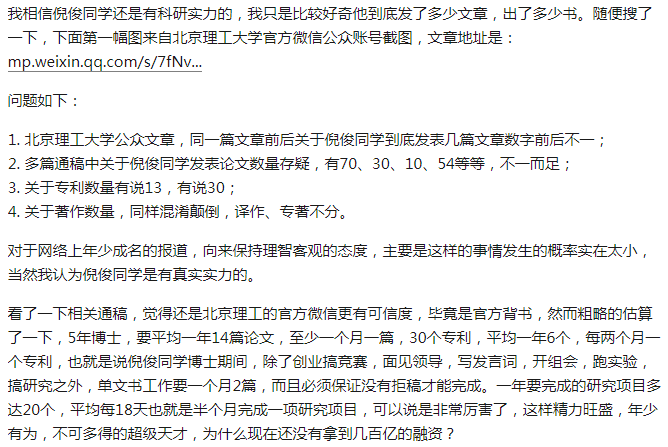 我相信倪俊同学还是有科研实力的，我只是比较好奇他到底发了多少文章，出了多少书。随便搜了
一下，下面第一幅图来自北京理工大学官方微信公众账号截图，文章地址是：
mp.weixin.qq.com/s/7fNv...
问题如下：
1. 北京理工大学公众文章，同一篇文章前后关于倪俊同学到底发表几篇文章数字前后不一；
2. 多篇通稿中关于倪俊同学发表论文数量存疑，有70、30、10、54等等，不一而足；
3. 关于专利数量有说13，有说30；
4. 关于著作数量，同样混淆颠倒，译作、专著不分。
对于网络上年少成名的报道，向来保持理智客观的态度，主要是这样的事情发生的概率实在太小，
当然我认为倪俊同学是有真实实力的。
看了一下相关通稿，觉得还是北京理工的官方微信更有可信度，毕竟是官方背书，然而粗略的估算
了一下，5年博士，要平均一年14篇论文，至少一个月一篇，30个专利，平均一年6个，每两个月一
个专利，也就是说倪俊同学博士期间，除了创业搞竞赛，面见领导，写发言词，开组会，跑实验，
搞研究之外，单文书工作要一个月2篇，而且必须保证没有拒稿才能完成。一年要完成的研究项目多
达20个，平均每18天也就是半个月完成一项研究项目，可以说是非常厉害了，这样精力旺盛，年少
有为，不可多得的超级天才，为什么现在还没有拿到几百亿的融资？